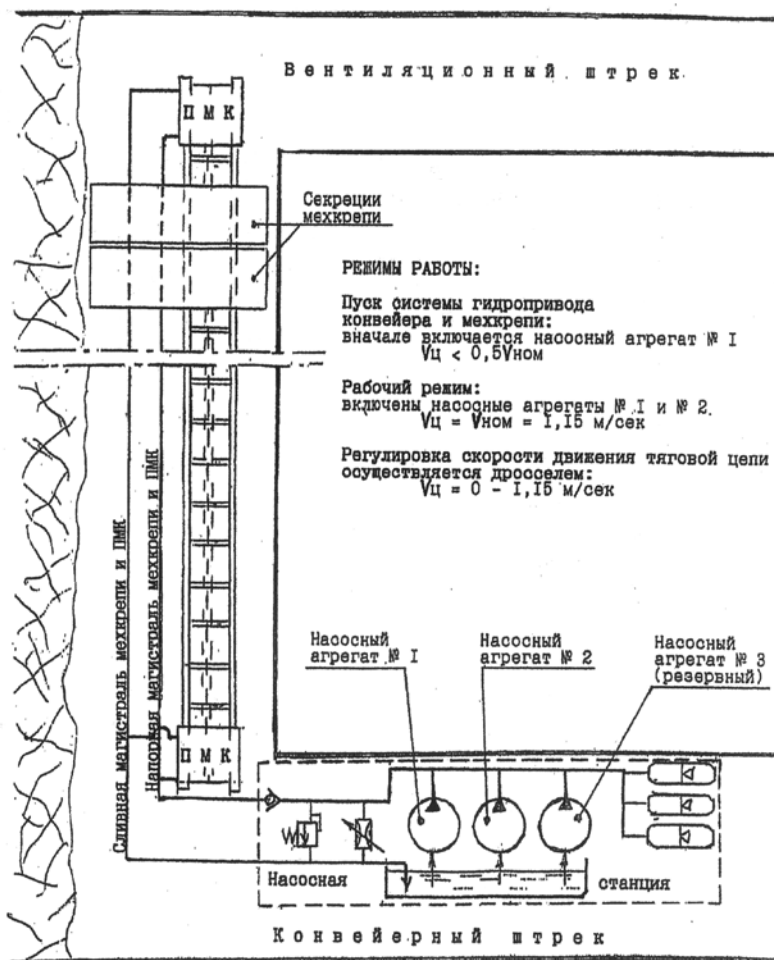 Вентиляционный штрек
П М К
Секреции
мехкрепи
РЕЖИМЫ РАБОТЫ:
Пуск системы гидропривода
конвейера и мехкрепи:
вначале включается насосный агрегат № I
Vц < 0,5Vном
Рабочий режим:
включены насосные агрегаты № I и № 2.
Vц = Vном = I,I5 м/сек
Регулировка скорости движения тяговой цепи
осуществляется дросселем:
Vц = 0 - I,I5 м/сек
Сливная магистраль мехкрепи и ПМК
Напорная магистраль мехкрепи и ПМК
Насосный
агрегат № I
Насосный
агрегат № 2
Насосный
агрегат № 3
(резервный)
П М К
Насосная
станция
Конвейерный штрек